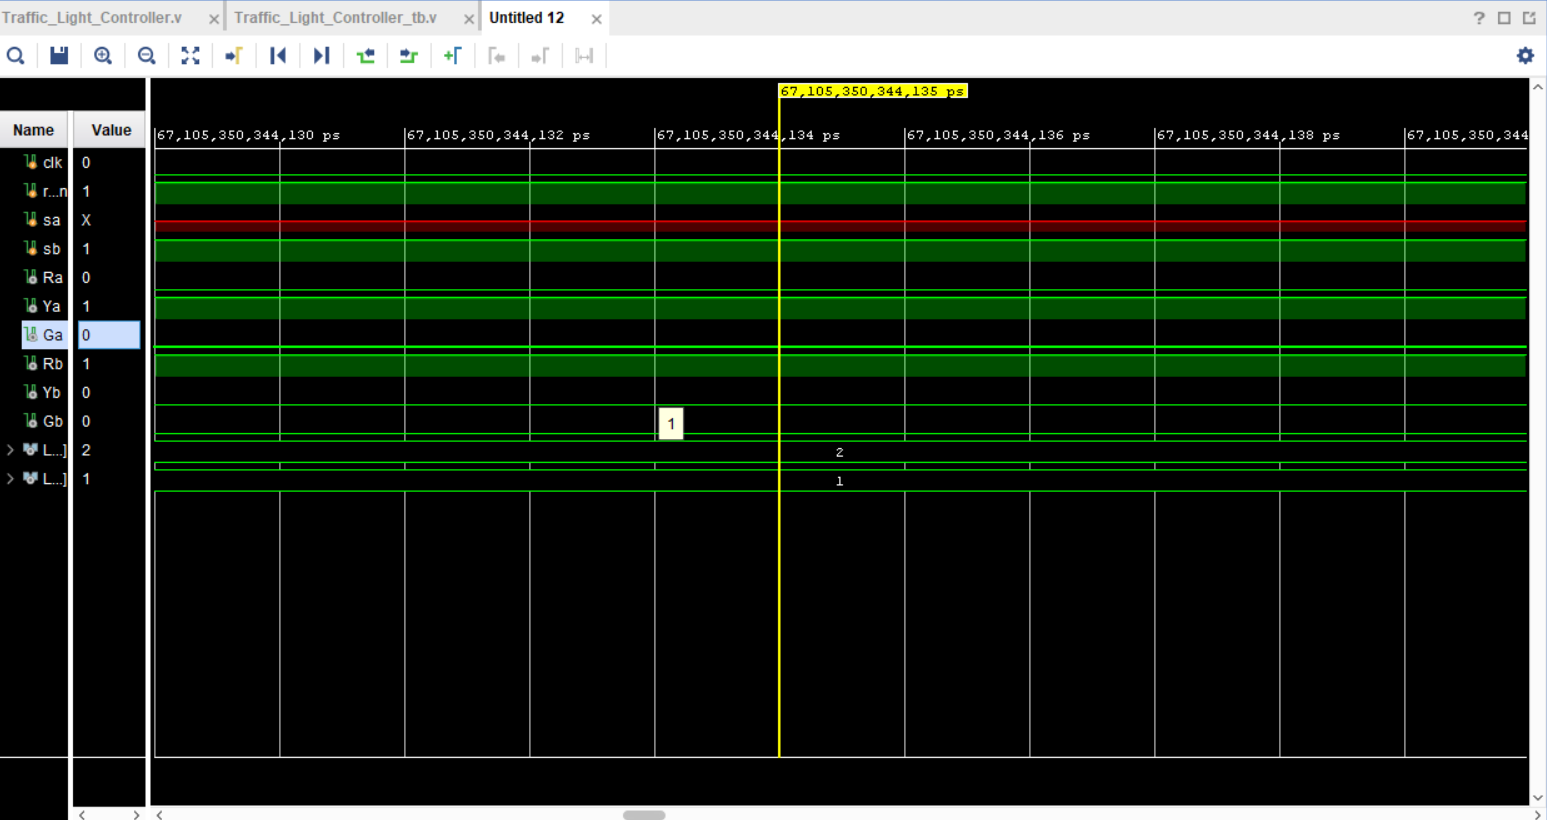 Traffic_Light_Controller.v
Traffic_Light_Controller_tb.v
Untitled 12
?
67,105,350,344,135 ps
Name
Value
67,105,350,344,130 ps
67,105,350,344,132 ps
67,105,350,344,134 ps
67,105,350,344,136 ps
67,105,350,344,138 ps
67,105,350,344
clk 0
r...n 1
sa X
sb 1
Ra 0
Ya 1
Ga 0
Rb 1
Yb 0
Gb 0
1
L...] 2
2
L...] 1
1